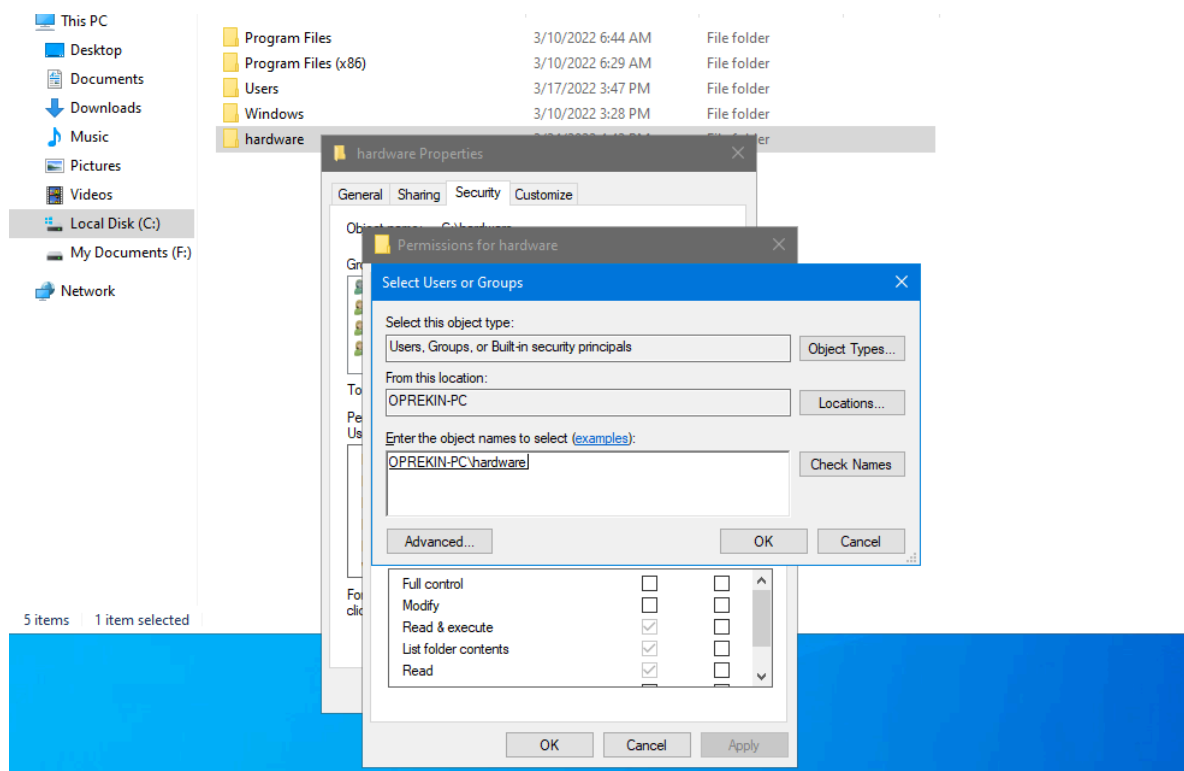 This PC
Desktop
Documents
Downloads
Music
Pictures
Videos
Local Disk (C:)
My Documents (F:)
Network
Program Files 3/10/2022 6:44 AM File folder
Program Files (x86) 3/10/2022 6:29 AM File folder
Users 3/17/2022 3:47 PM File folder
Windows 3/10/2022 3:28 PM File folder
hardware
hardware Properties
General Sharing Security Customize
Permissions for hardware
Select Users or Groups
Select this object type:
Users, Groups, or Built-in security principals Object Types...
From this location:
OPREKIN-PC Locations...
Enter the object names to select (examples):
OPREKIN-PC\hardware Check Names
Advanced... OK Cancel
Full control
Modify
Read & execute
List folder contents
Read
OK Cancel Apply
5 items 1 item selected